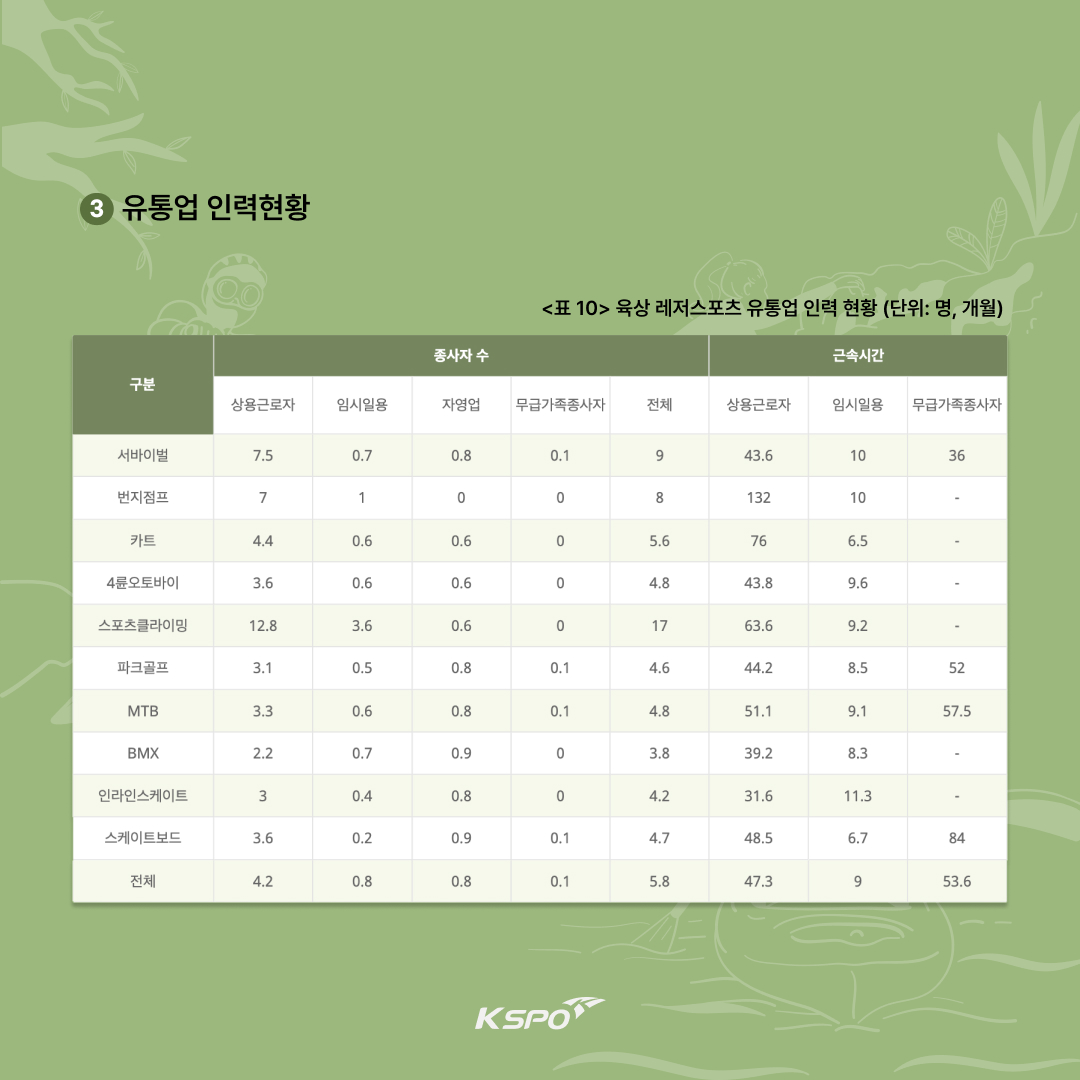 3 유통업 인력현황
<표 10> 육상 레저스포츠 유통업 인력 현황 (단위: 명, 개월)
구분 종사자 수 근속시간
상용근로자 임시일용 자영업 무급가족종사자 전체 상용근로자 임시일용 무급가족종사자
서바이벌 7.5 0.7 0.8 0.1 9 43.6 10 36
번지점프 7 1 0 0 8 132 10 -
카트 4.4 0.6 0.6 0 5.6 76 6.5 -
4륜오토바이 3.6 0.6 0.6 0 4.8 43.8 9.6 -
스포츠클라이밍 12.8 3.6 0.6 0 17 63.6 9.2 -
파크골프 3.1 0.5 0.8 0.1 4.6 44.2 8.5 52
MTB 3.3 0.6 0.8 0.1 4.8 51.1 9.1 57.5
BMX 2.2 0.7 0.9 0 3.8 39.2 8.3 -
인라인스케이트 3 0.4 0.8 0 4.2 31.6 11.3 -
스케이트보드 3.6 0.2 0.9 0.1 4.7 48.5 6.7 84
전체 4.2 0.8 0.8 0.1 5.8 47.3 9 53.6
KSPO